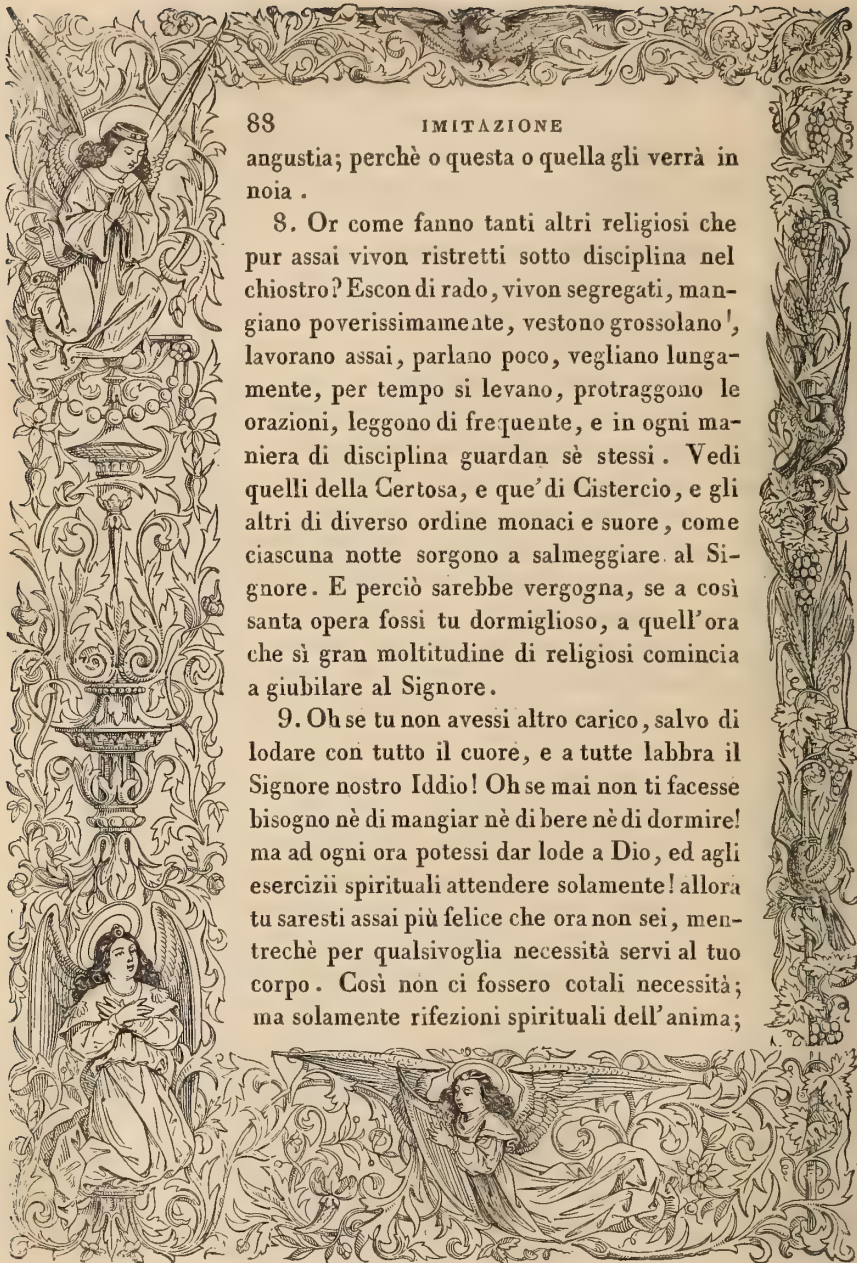 88 IMITAZIONE
angustia; perchè o questa o quella gli verrà in
noia .
8. Or come fanno tanti altri religiosi che
pur assai vivon ristretti sotto disciplina nel
chiostro? Escon di rado, vivon segregati, man-
giano poverissimamente, vestono grossolano ¹,
lavorano assai, parlano poco, vegliano lunga-
mente, per tempo si levano, protraggono le
orazioni, leggono di frequente, e in ogni ma-
niera di disciplina guardan sè stessi . Vedi
quelli della Certosa, e que' di Cistercio, e gli
altri di diverso ordine monaci e suore, come
ciascuna notte sorgono a salmeggiare al Si-
gnore. E perciò sarebbe vergogna, se a così
santa opera fossi tu dormiglioso, a quell'ora
che sì gran moltitudine di religiosi comincia
a giubilare al Signore.
9. Oh se tu non avessi altro carico, salvo di
lodare con tutto il cuore, e a tutte labbra il
Signore nostro Iddio! Oh se mai non ti facesse
bisogno nè di mangiar nè di bere nè di dormire!
ma ad ogni ora potessi dar lode a Dio, ed agli
esercizii spirituali attendere solamente! allora
tu saresti assai più felice che ora non sei, men-
trechè per qualsivoglia necessità servi al tuo
corpo . Così non ci fossero cotali necessità;
ma solamente rifezioni spirituali dell'anima;